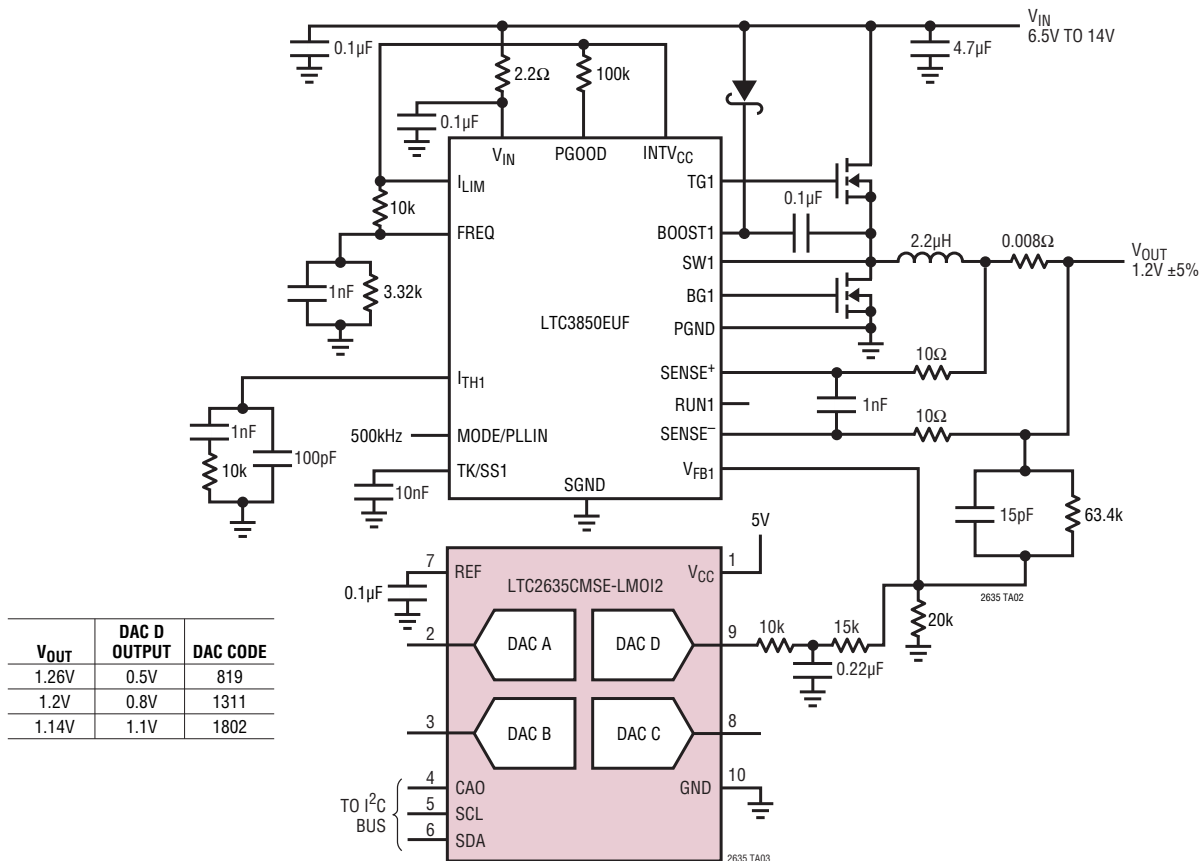 VIN
6.5V TO 14V
0.1µF
2.2Ω
100k
4.7µF
0.1µF
VIN
PGOOD
INTVCC
ILIM
TG1
10k
0.1µF
FREQ
BOOST1
2.2µH
0.008Ω
VOUT
1.2V ±5%
SW1
1nF
3.32k
BG1
LTC3850EUF
PGND
10Ω
SENSE+
ITH1
RUN1
1nF
10Ω
1nF
500kHz
MODE/PLLIN
SENSE–
10k
100pF
TK/SS1
VFB1
10nF
SGND
15pF
63.4k
5V
7
REF
LTC2635CMSE-LMOI2
VCC
1
0.1µF
2635 TA02
20k
2
DAC A
DAC D
9
10k
15k
0.22µF
VOUT
DAC D
OUTPUT
DAC CODE
1.26V 0.5V 819
1.2V 0.8V 1311
1.14V 1.1V 1802
3
DAC B
DAC C
8
4
CAO
GND
10
TO I2C
BUS
5
SCL
6
SDA
2635 TA03